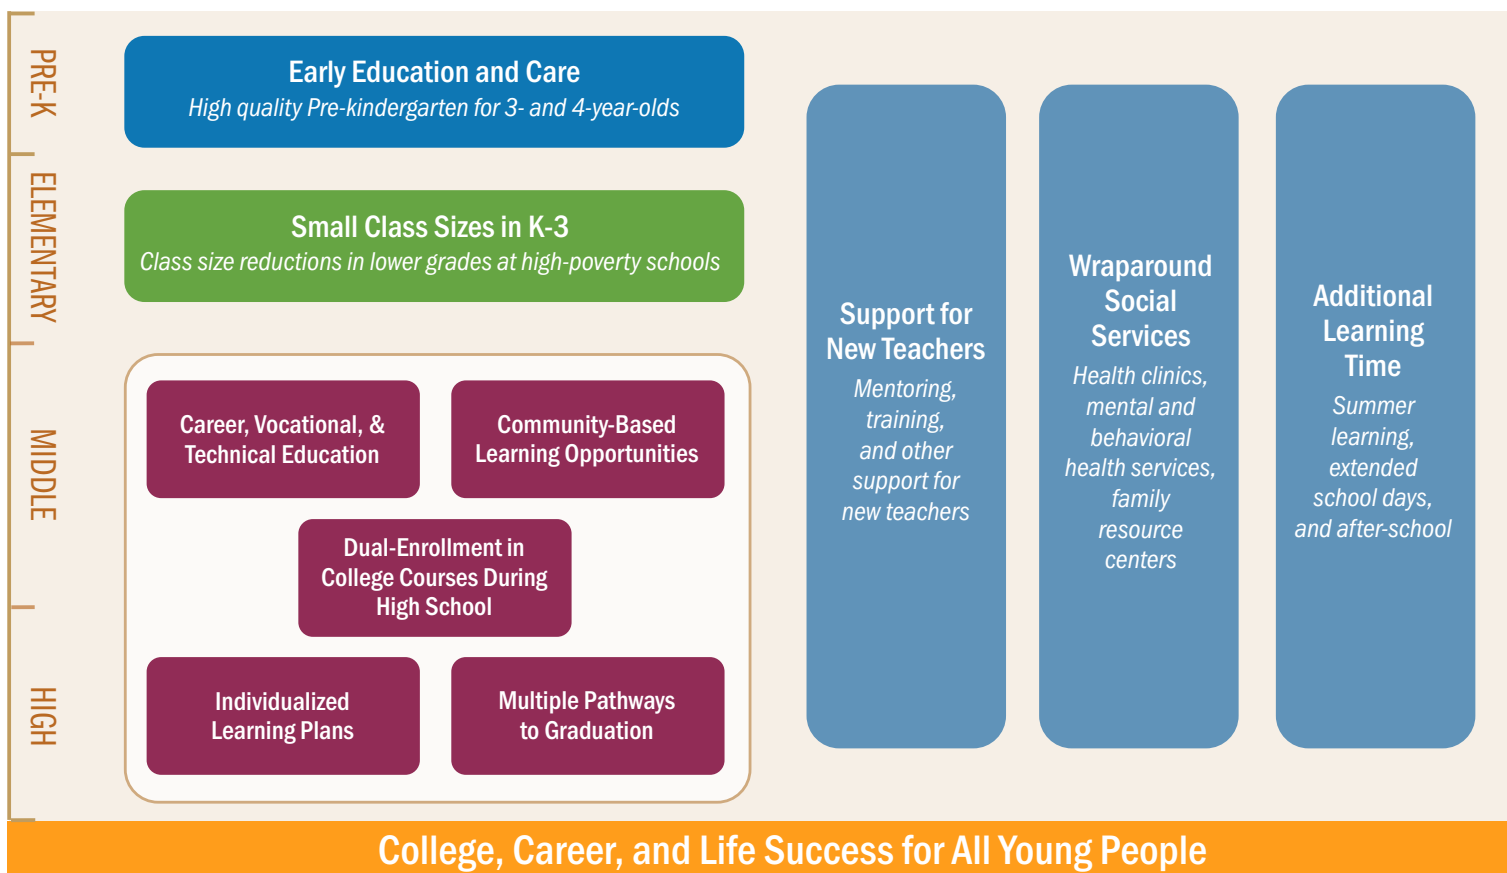 PRE-K
Early Education and Care
High quality Pre-kindergarten for 3- and 4-year-olds
ELEMENTARY
Small Class Sizes in K-3
Class size reductions in lower grades at high-poverty schools
MIDDLE
Career, Vocational, &
Technical Education
Community-Based
Learning Opportunities
Dual-Enrollment in
College Courses During
High School
HIGH
Individualized
Learning Plans
Multiple Pathways
to Graduation
Support for
New Teachers
Mentoring,
training,
and other
support for
new teachers
Wraparound
Social
Services
Health clinics,
mental and
behavioral
health services,
family
resource
centers
Additional
Learning
Time
Summer
learning,
extended
school days,
and after-school
College, Career, and Life Success for All Young People